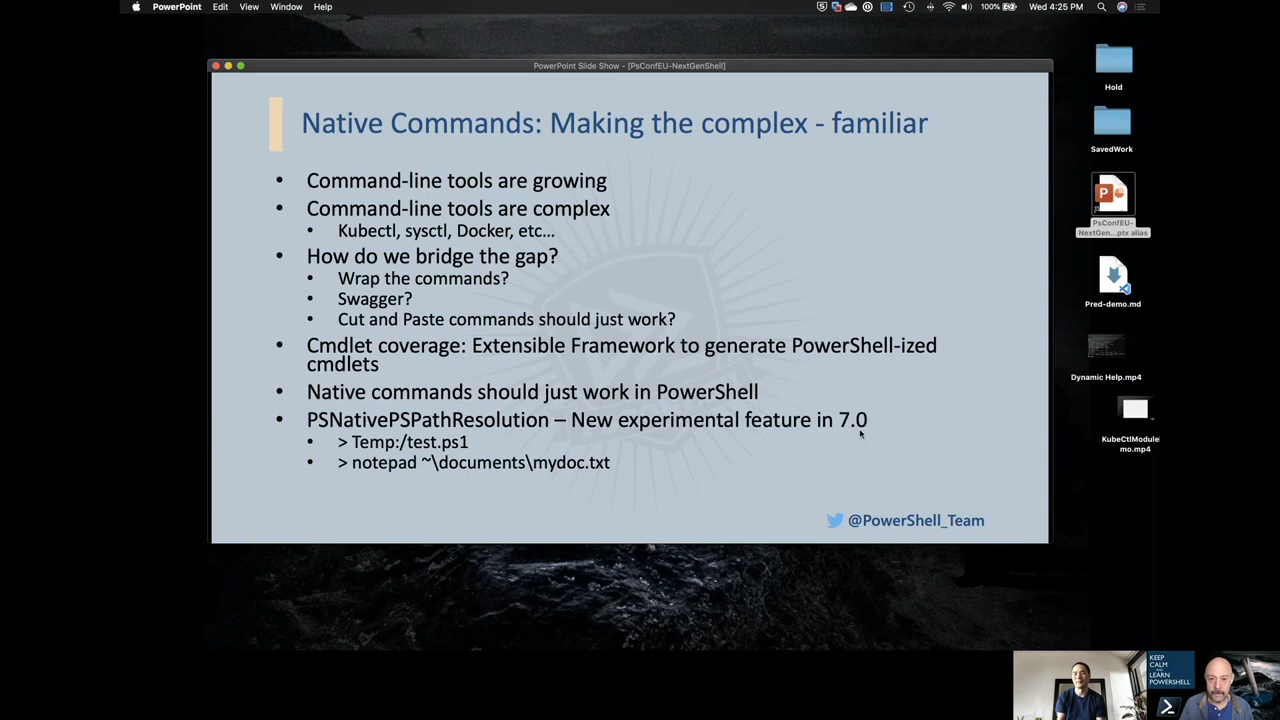 PowerPoint Edit View Window Help
100% Wed 4:25 PM
PowerPoint Slide Show - [PsConfEU-NextGenShell]
Native Commands: Making the complex - familiar
• Command-line tools are growing
• Command-line tools are complex
• Kubectl, sysctl, Docker, etc…
• How do we bridge the gap?
• Wrap the commands?
• Swagger?
• Cut and Paste commands should just work?
• Cmdlet coverage: Extensible Framework to generate PowerShell-ized
cmdlets
• Native commands should just work in PowerShell
• PSNativePSPathResolution – New experimental feature in 7.0
• > Temp:/test.ps1
• > notepad ~\documents\mydoc.txt
@PowerShell_Team
Hold
SavedWork
PsConfEU-
NextGen...ptx alias
Pred-demo.md
Dynamic Help.mp4
KubeCtlModule
mo.mp4
KEEP
CALM
AND
LEARN
POWERSHELL